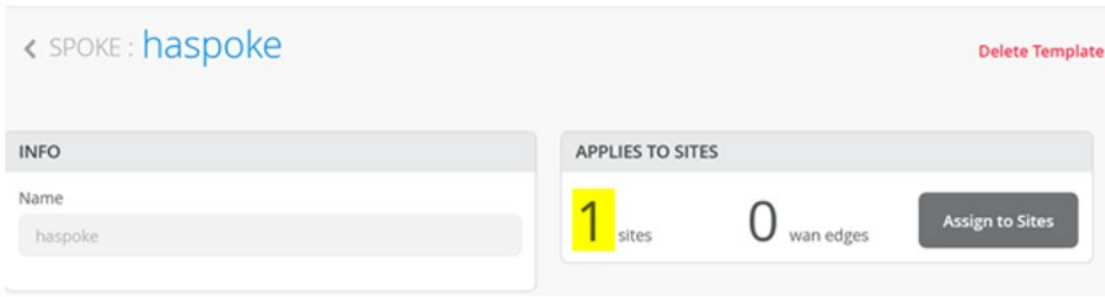 SPOKE : haspoke
Delete Template
INFO
Name
haspoke
APPLIES TO SITES
1 sites
0 wan edges
Assign to Sites